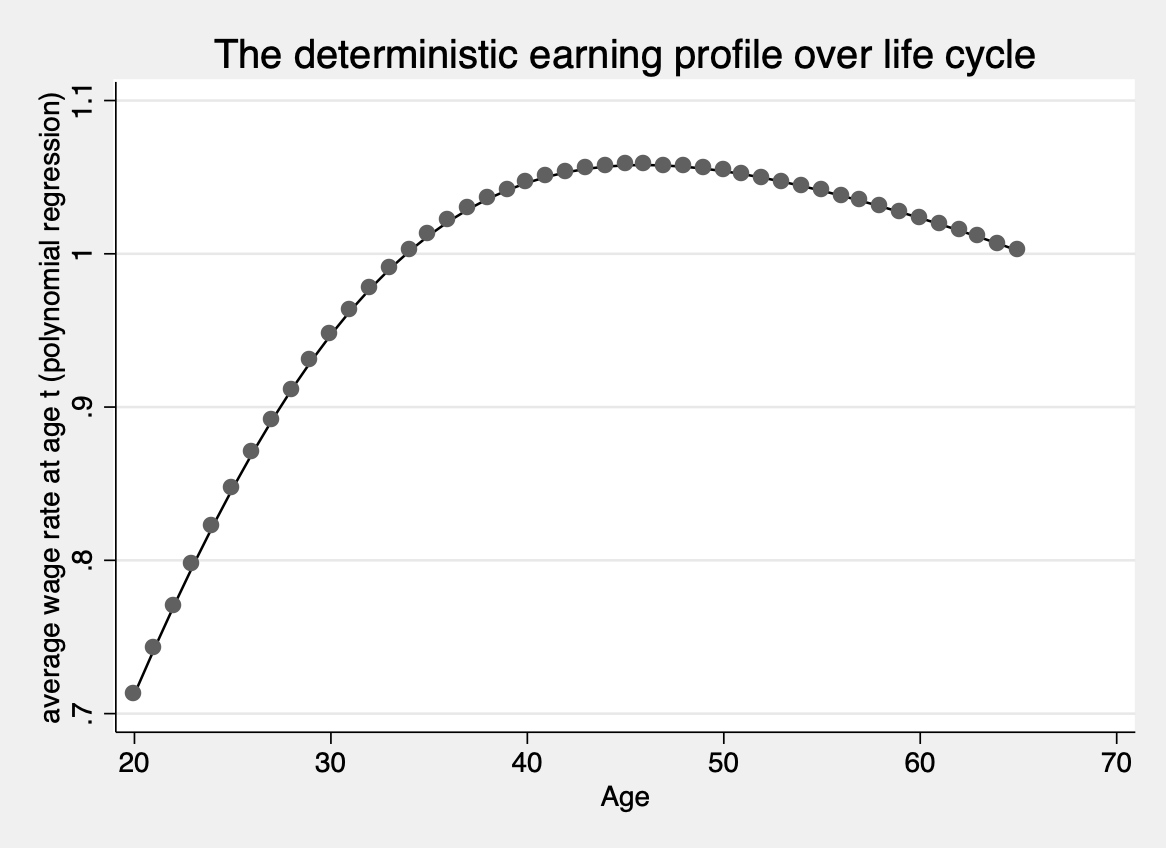 The deterministic earning profile over life cycle
average wage rate at age t (polynomial regression)
1.1
1
.9
.8
.7
20 30 40 50 60 70
Age